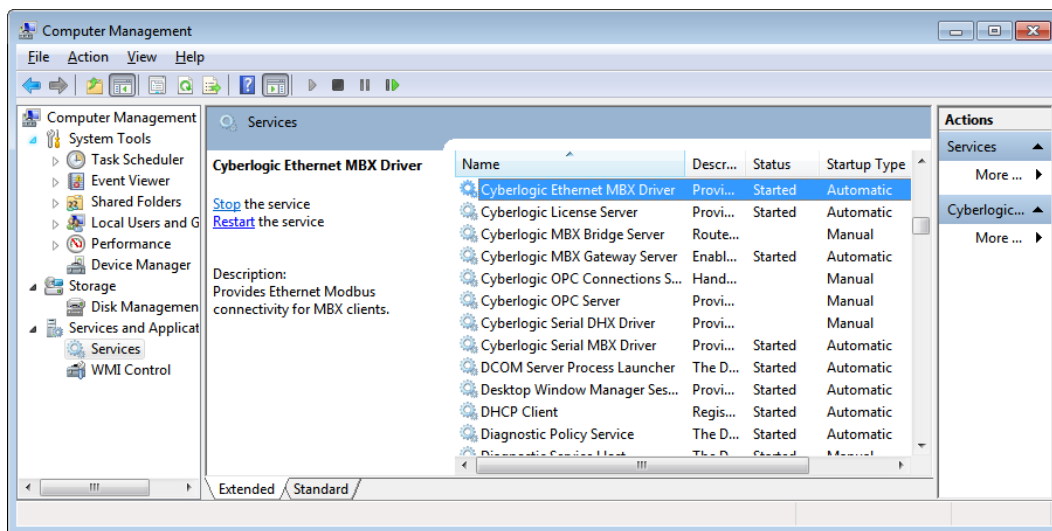 Computer Management
File Action View Help
Computer Management
System Tools
Task Scheduler
Event Viewer
Shared Folders
Local Users and G
Performance
Device Manager
Storage
Disk Managemen
Services and Applicat
Services
WMI Control
Services
Cyberlogic Ethernet MBX Driver
Stop the service
Restart the service
Description:
Provides Ethernet Modbus
connectivity for MBX clients.
Name Descr... Status Startup Type
Cyberlogic Ethernet MBX Driver Provi... Started Automatic
Cyberlogic License Server Provi... Started Automatic
Cyberlogic MBX Bridge Server Route... Manual
Cyberlogic MBX Gateway Server Enabl... Started Automatic
Cyberlogic OPC Connections S... Hand... Manual
Cyberlogic OPC Server Provi... Manual
Cyberlogic Serial DHX Driver Provi... Manual
Cyberlogic Serial MBX Driver Provi... Started Automatic
DCOM Server Process Launcher The D... Started Automatic
Desktop Window Manager Ses... Provi... Started Automatic
DHCP Client Regis... Started Automatic
Diagnostic Policy Service The D... Started Automatic
Diagnostic Service Host The D... Started Manual
Extended Standard
Actions
Services
More ...
Cyberlogic...
More ...